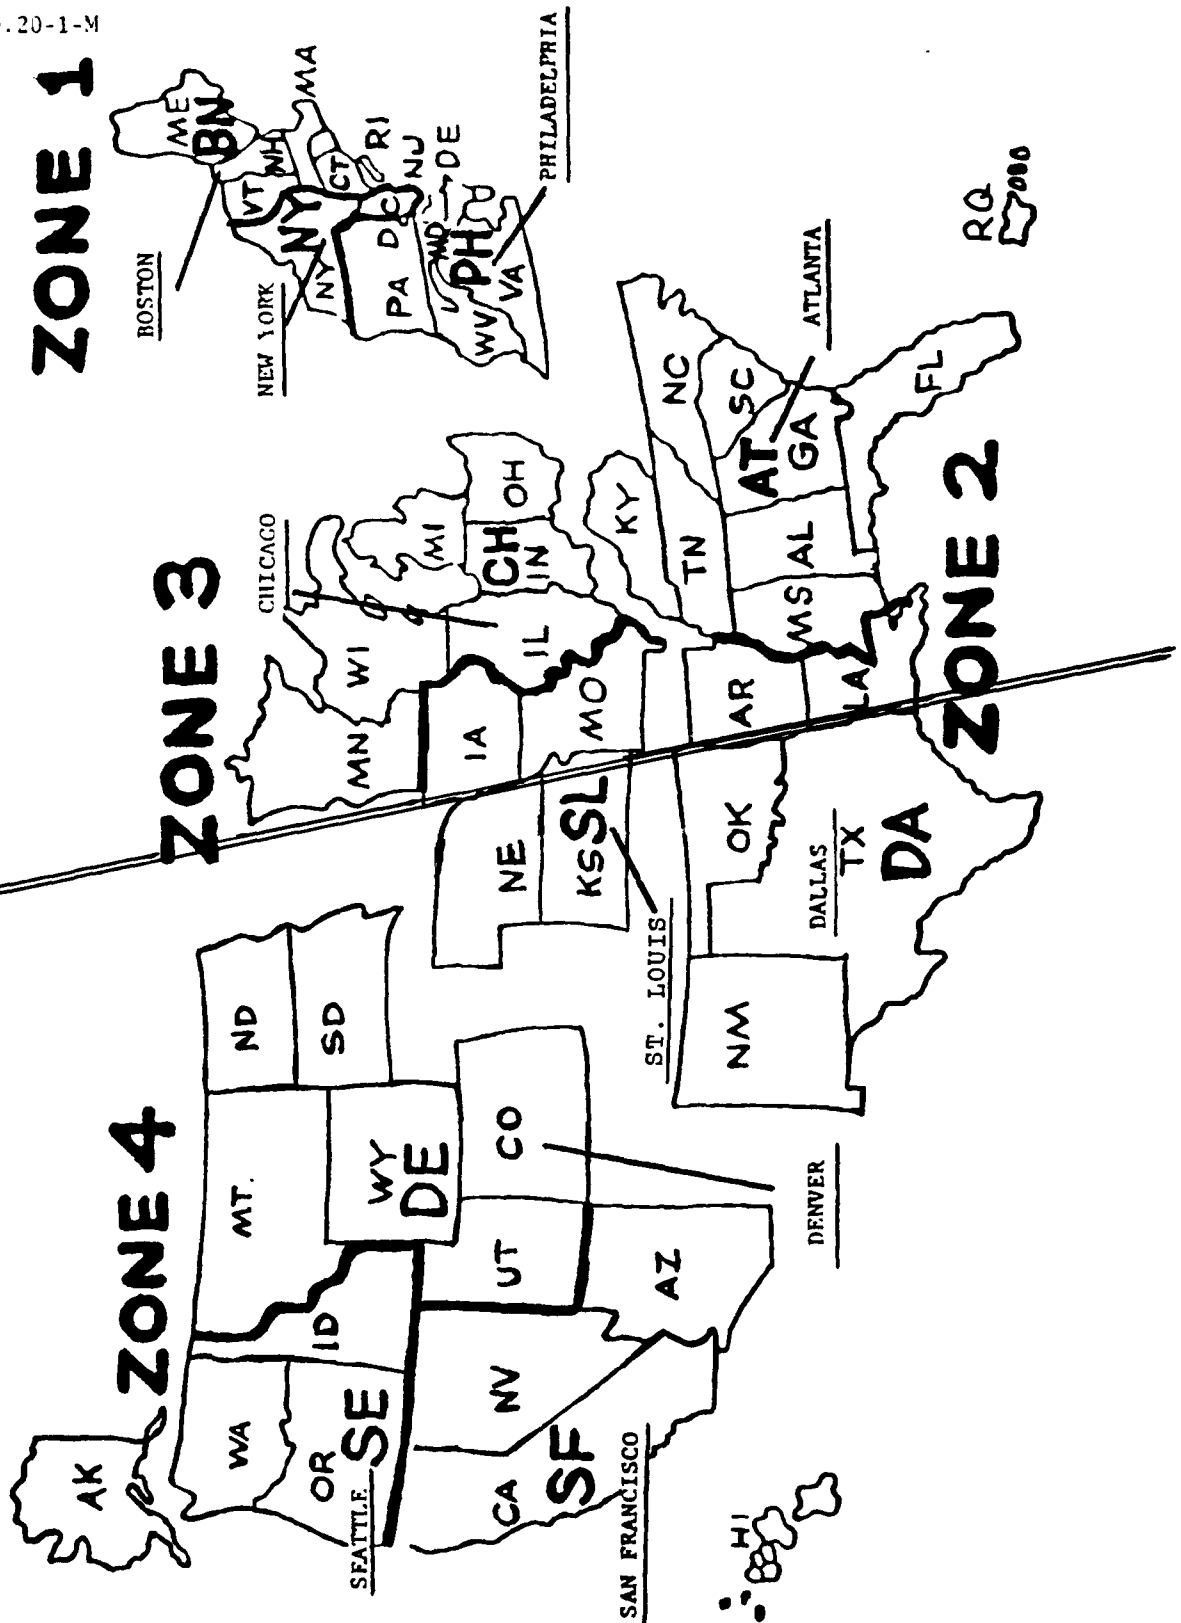 .20-1-M
ZONE 1
ME
BN
MA
VT
NH
BOSTON
CT
RI
NJ
DE
NY
NY
NEW YORK
PA
D
C
MD
PH
PHILADELPRIA
V
VA
WV
ZONE 3
CHICAGO
MI
OH
CH
IN
WI
IL
MN
IA
MO
ZONE 2
KY
NC
SC
TN
AT
GA
ATLANTA
FL
AL
MS
AR
LA
RQ
ZONE 4
ND
SD
NE
KS
SL
ST. LOUIS
OK
DALLAS
TX
DA
NM
MT.
WY
DE
CO
DENVER
UT
AZ
ID
WA
OR
SE
SEATTLE
NV
CA
SF
SAN FRANCISCO
AK
HI